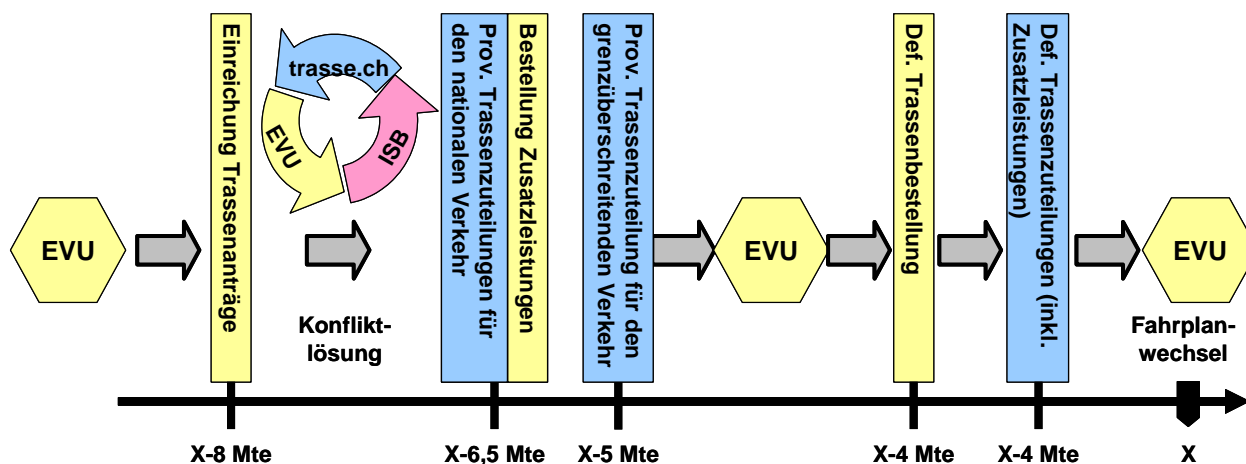 EVU
Einreichung Trassenanträge
trasse.ch
EVU
ISB
Konflikt-
lösung
Prov. Trassenzuteilungen für
den nationalen Verkehr
Bestellung Zusatzleistungen
Prov. Trassenzuteilung für den
grenzüberschreitenden Verkehr
EVU
Def. Trassenbestellung
Def. Trassenzuteilungen (inkl.
Zusatzleistungen)
EVU
Fahrplan-
wechsel
X-8 Mte
X-6,5 Mte
X-5 Mte
X-4 Mte
X-4 Mte
X